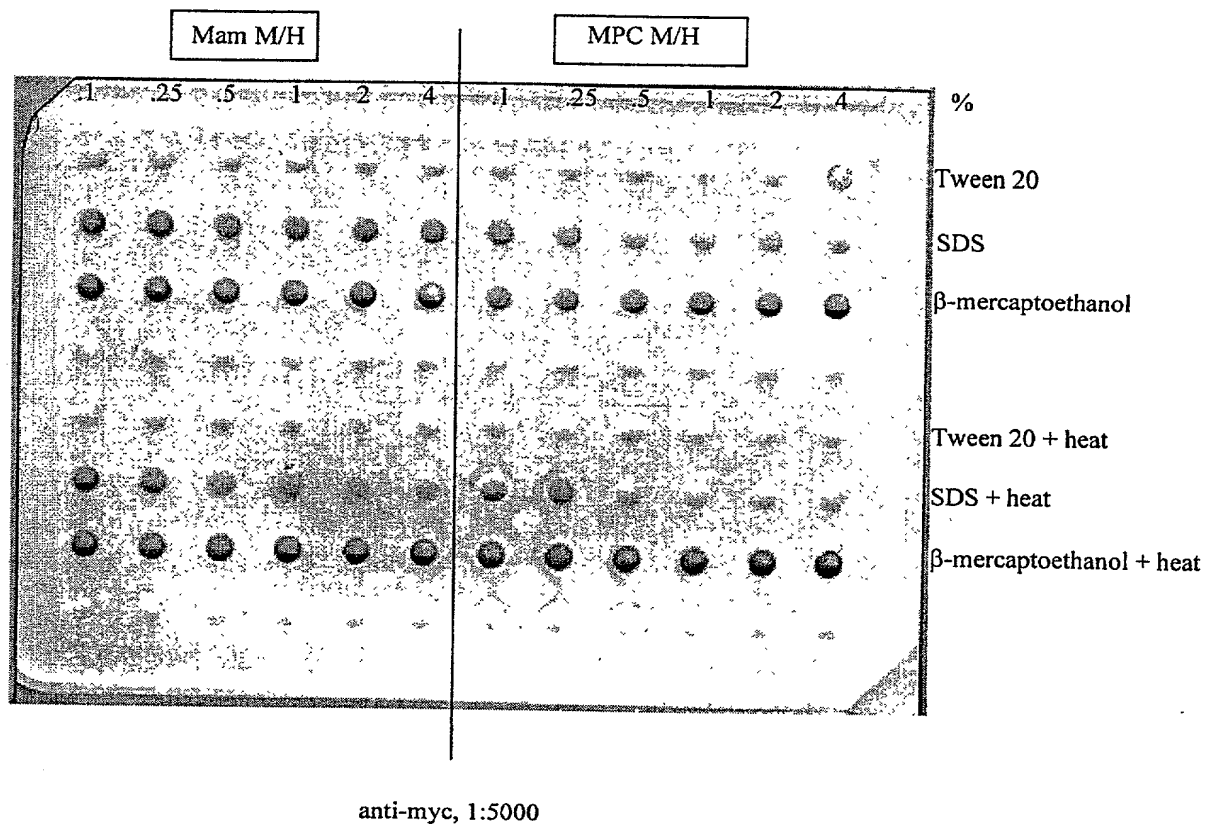 Mam M/H MPC M/H
.1 .25 .5 1 2 4 .1 .25 .5 1 2 4 %
Tween 20
SDS
β-mercaptoethanol
Tween 20 + heat
SDS + heat
β-mercaptoethanol + heat
anti-myc, 1:5000